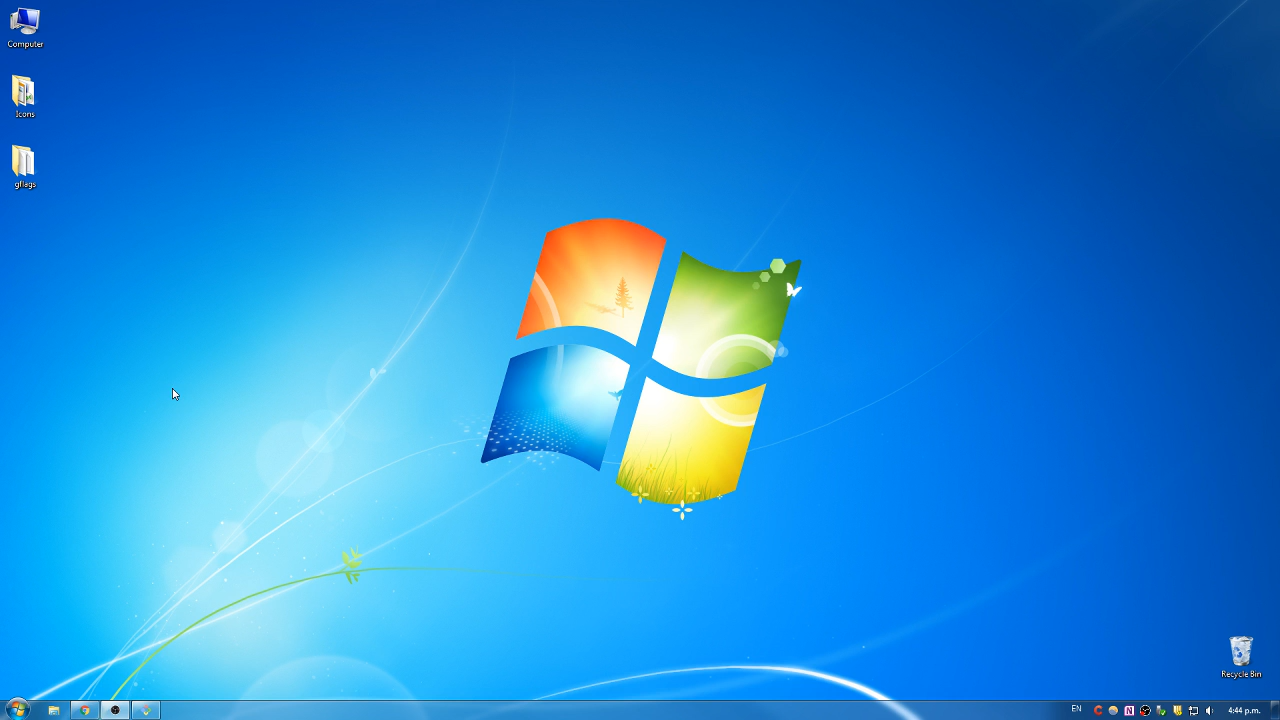 Computer
Icons
gflags
Recycle Bin
EN
4:44 p.m.